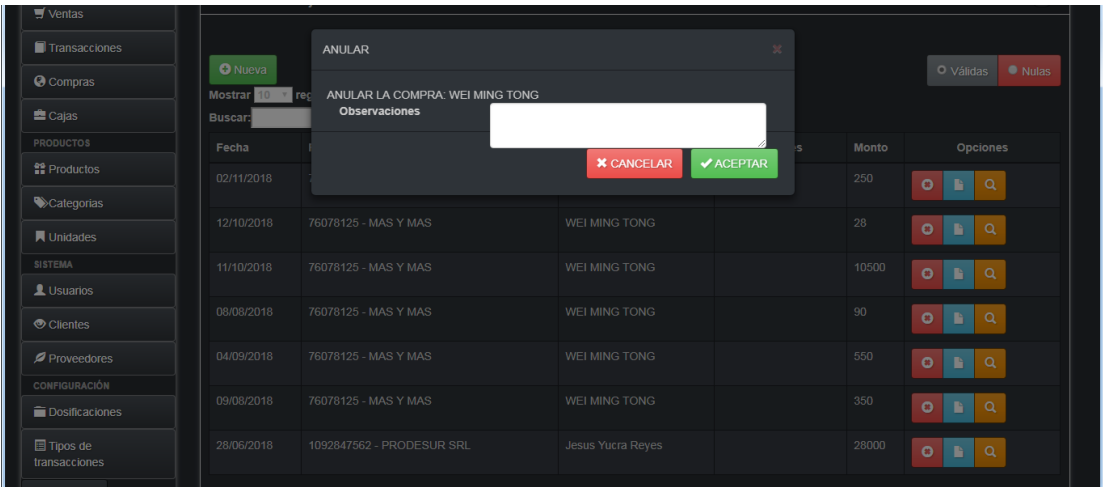 Ventas
Transacciones
Compras
Cajas
PRODUCTOS
Productos
Categorias
Unidades
SISTEMA
Usuarios
Clientes
Proveedores
CONFIGURACIÓN
Dosificaciones
Tipos de
transacciones
ANULAR
ANULAR LA COMPRA: WEI MING TONG
Observaciones
CANCELAR ACEPTAR
Nueva
Válidas Nulas
Mostrar 10 reg
Buscar:
Fecha Monto Opciones
02/11/2018 250
12/10/2018 76078125 - MAS Y MAS WEI MING TONG 28
11/10/2018 76078125 - MAS Y MAS WEI MING TONG 10500
08/08/2018 76078125 - MAS Y MAS WEI MING TONG 90
04/09/2018 76078125 - MAS Y MAS WEI MING TONG 550
09/08/2018 76078125 - MAS Y MAS WEI MING TONG 350
28/06/2018 1092847562 - PRODESUR SRL Jesus Yucra Reyes 28000